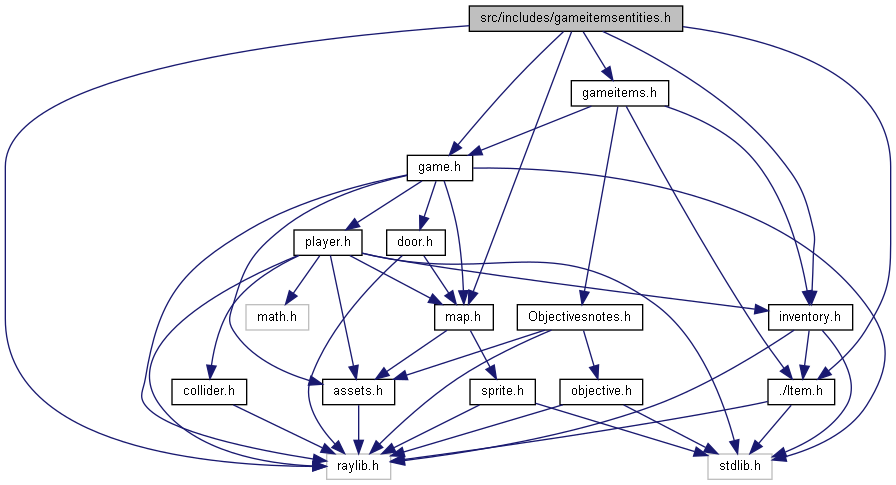 src/includes/gameitemsentities.h
gameitems.h
game.h
player.h
door.h
math.h
map.h
Objectivesnotes.h
inventory.h
collider.h
assets.h
sprite.h
objective.h
./Item.h
raylib.h
stdlib.h